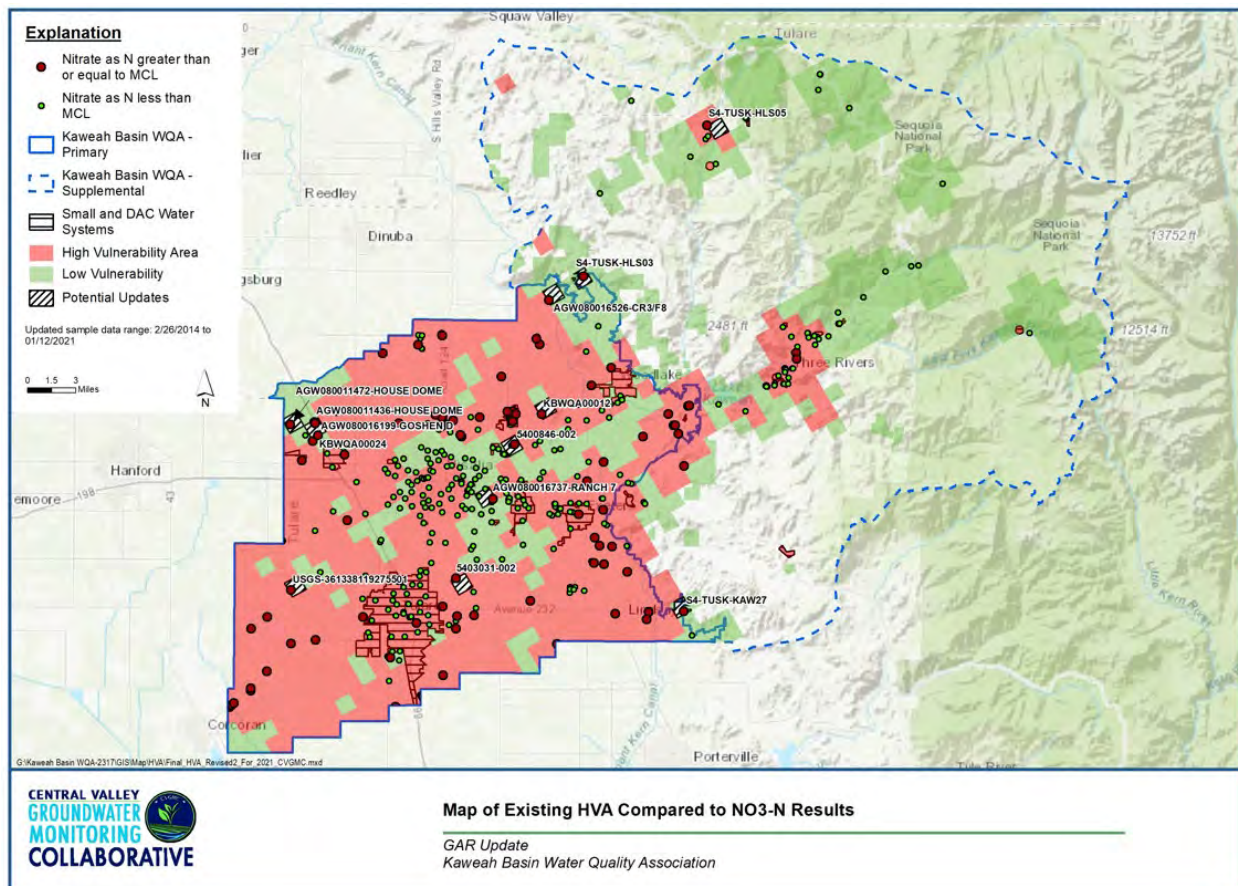 Explanation
Nitrate as N greater than
or equal to MCL
Nitrate as N less than
MCL
Kaweah Basin WQA -
Primary
Kaweah Basin WQA -
Supplemental
Small and DAC Water
Systems
High Vulnerability Area
Low Vulnerability
Potential Updates
Updated sample data range: 2/26/2014 to
01/12/2021
0 1.5 3
Miles
N
Squaw Valley
Friant Kern Canal
S Hills Valley Rd
Tulare
S4-TUSK-HLS05
Sequoia
National
Park
Reedley
Dinuba
Sequoia
National
Park
13752 ft
S4-TUSK-HLS03
AGW080016526-CR3/F8
2481 ft
12514 ft
Three Rivers
AGW080011472-HOUSE DOME
AGW080011436-HOUSE DOME
AGW080016199-GOSHEN D
KBWQA00012
KBWQA00024
5400846-002
Hanford
198
43
Tulare
AGW080016737-RANCH 7
USGS-361338119275501
5403031-002
Avenue 232
S4-TUSK-KAW27
Little Kern River
Corcoran
Porterville
Tule River
G:\Kaweah Basin WQA-2317\GIS\Map\HVA\Final_HVA_Revised2_For_2021_CVGMC.mxd
CENTRAL VALLEY
GROUNDWATER
MONITORING
COLLABORATIVE
Map of Existing HVA Compared to NO3-N Results
GAR Update
Kaweah Basin Water Quality Association